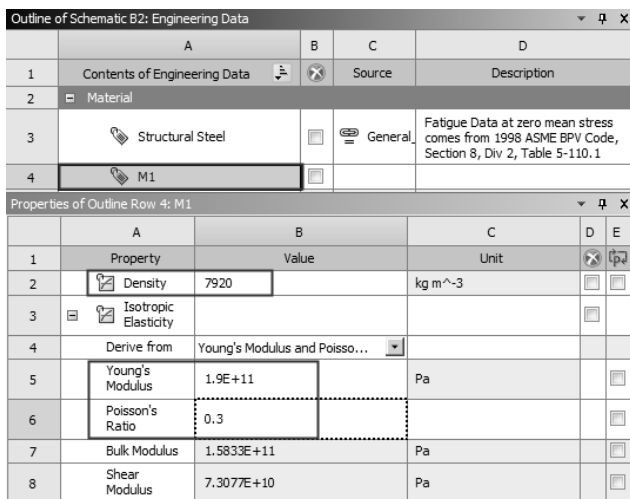 Outline of Schematic B2: Engineering Data
A B C D
1 Contents of Engineering Data Source Description
2 Material
3 Structural Steel General_ Fatigue Data at zero mean stress
comes from 1998 ASME BPV Code,
Section 8, Div 2, Table 5-110.1
4 M1
Properties of Outline Row 4: M1
A B C D E
1 Property Value Unit
2 Density 7920 kg m^-3
3 Isotropic
Elasticity
4 Derive from Young's Modulus and Poisso...
5 Young's
Modulus 1.9E+11 Pa
6 Poisson's
Ratio 0.3
7 Bulk Modulus 1.5833E+11 Pa
8 Shear
Modulus 7.3077E+10 Pa